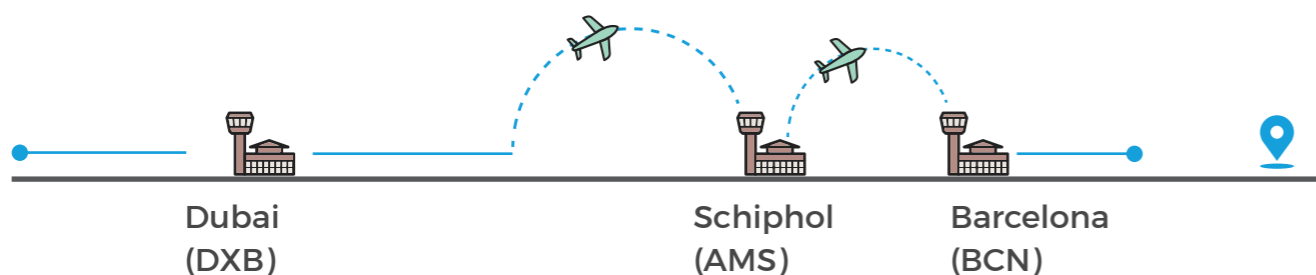 Dubai
(DXB)
Schiphol
(AMS)
Barcelona
(BCN)